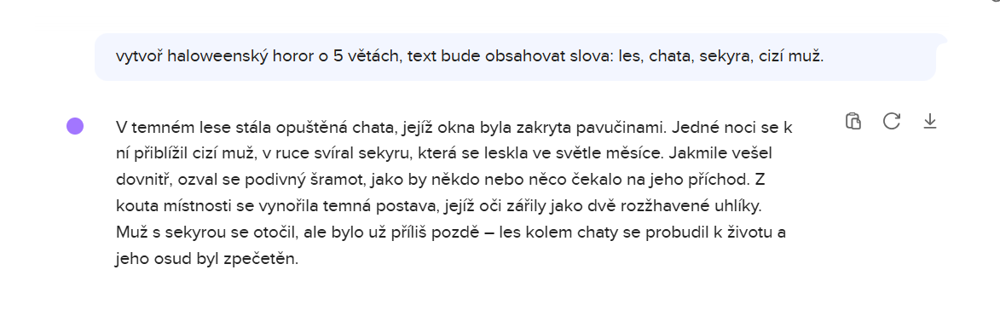 vytvoř haloweenský horor o 5 větách, text bude obsahovat slova: les, chata, sekyra, cizí muž.
V temném lese stála opuštěná chata, jejíž okna byla zakryta pavučinami. Jedné noci se k
ní přiblížil cizí muž, v ruce svíral sekyru, která se leskla ve světle měsíce. Jakmile vešel
dovnitř, ozval se podivný šramot, jako by někdo nebo něco čekalo na jeho příchod. Z
kouta místnosti se vynořila temná postava, jejíž oči zářily jako dvě rozžhavené uhlíky.
Muž s sekyrou se otočil, ale bylo už příliš pozdě – les kolem chaty se probudil k životu a
jeho osud byl zpečetěn.